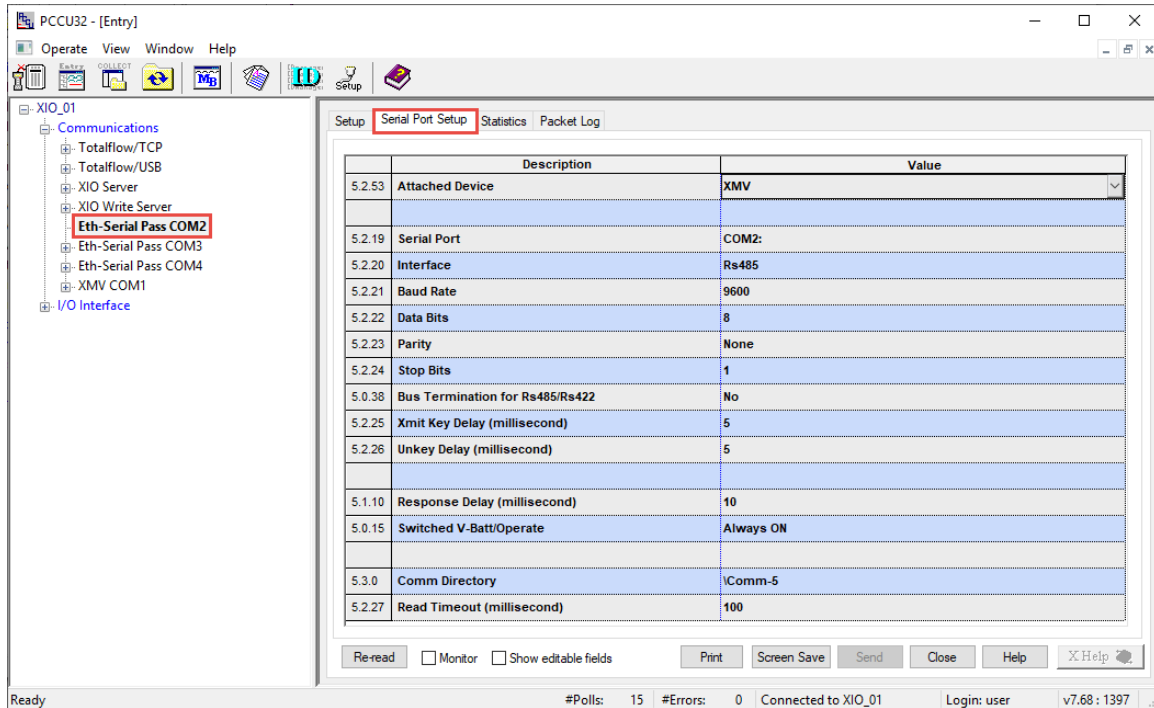 PCCU32 - [Entry]
Operate View Window Help
Entry COLLECT MB Setup
XIO_01
Communications
Totalflow/TCP
Totalflow/USB
XIO Server
XIO Write Server
Eth-Serial Pass COM2
Eth-Serial Pass COM3
Eth-Serial Pass COM4
XMV COM1
I/O Interface
Setup Serial Port Setup Statistics Packet Log
Description Value
5.2.53 Attached Device XMV
5.2.19 Serial Port COM2:
5.2.20 Interface Rs485
5.2.21 Baud Rate 9600
5.2.22 Data Bits 8
5.2.23 Parity None
5.2.24 Stop Bits 1
5.0.38 Bus Termination for Rs485/Rs422 No
5.2.25 Xmit Key Delay (millisecond) 5
5.2.26 Unkey Delay (millisecond) 5
5.1.10 Response Delay (millisecond) 10
5.0.15 Switched V-Batt/Operate Always ON
5.3.0 Comm Directory \Comm-5
5.2.27 Read Timeout (millisecond) 100
Re-read Monitor Show editable fields Print Screen Save Send Close Help X Help
Ready #Polls: 15 #Errors: 0 Connected to XIO_01 Login: user v7.68 : 1397